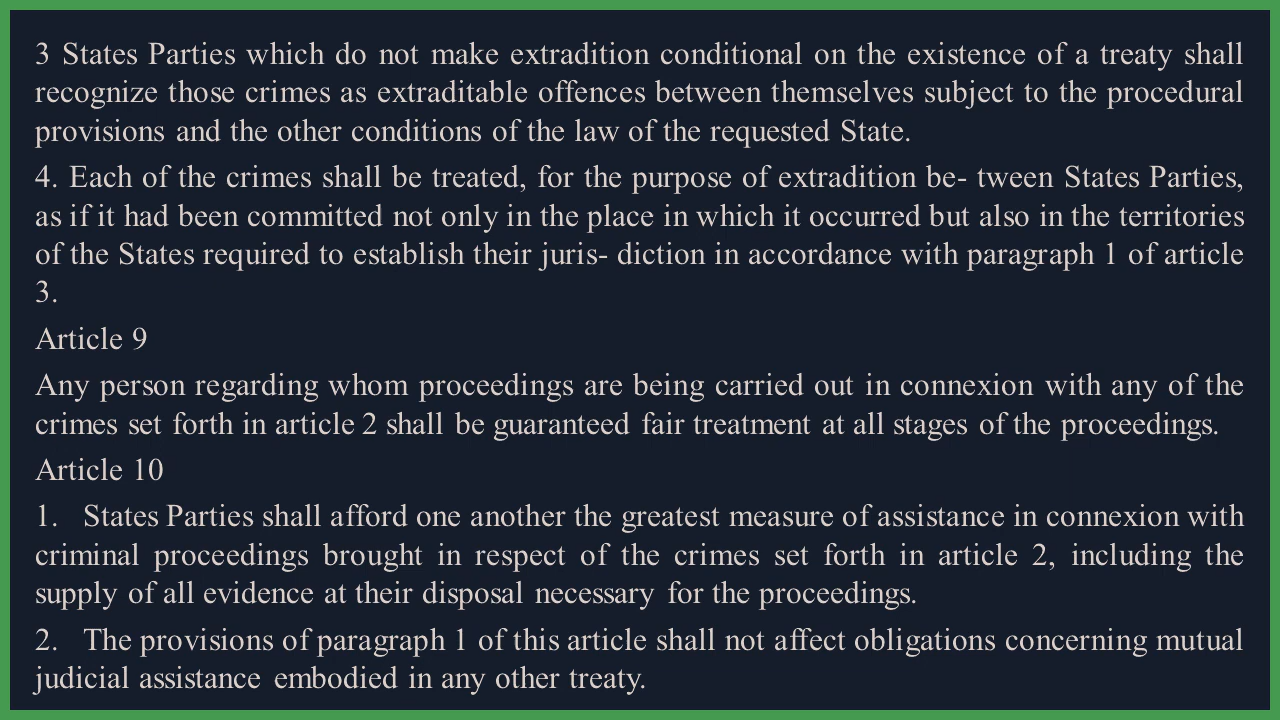 3 States Parties which do not make extradition conditional on the existence of a treaty shall
recognize those crimes as extraditable offences between themselves subject to the procedural
provisions and the other conditions of the law of the requested State.
4. Each of the crimes shall be treated, for the purpose of extradition be- tween States Parties,
as if it had been committed not only in the place in which it occurred but also in the territories
of the States required to establish their juris- diction in accordance with paragraph 1 of article
3.
Article 9
Any person regarding whom proceedings are being carried out in connexion with any of the
crimes set forth in article 2 shall be guaranteed fair treatment at all stages of the proceedings.
Article 10
1. States Parties shall afford one another the greatest measure of assistance in connexion with
criminal proceedings brought in respect of the crimes set forth in article 2, including the
supply of all evidence at their disposal necessary for the proceedings.
2. The provisions of paragraph 1 of this article shall not affect obligations concerning mutual
judicial assistance embodied in any other treaty.